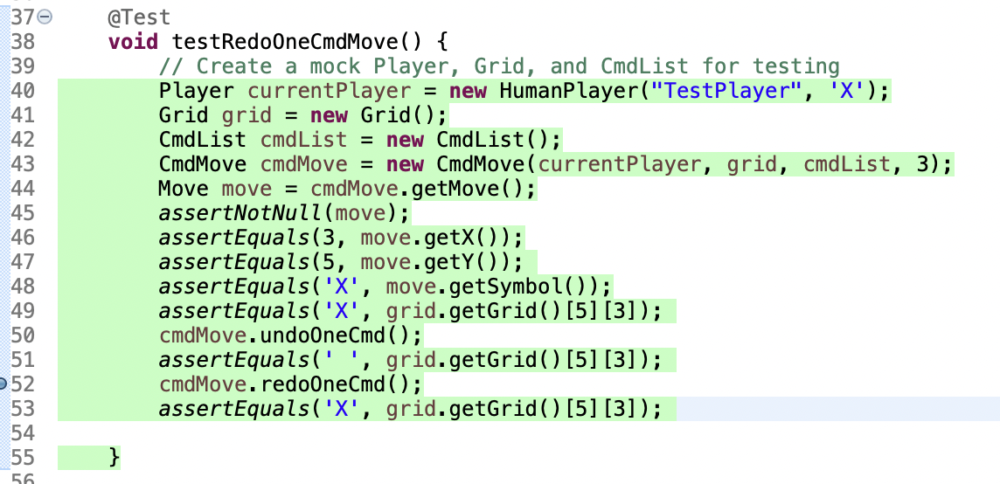 37 @Test
38 void testRedoOneCmdMove() {
39 // Create a mock Player, Grid, and CmdList for testing
40 Player currentPlayer = new HumanPlayer("TestPlayer", 'X');
41 Grid grid = new Grid();
42 CmdList cmdList = new CmdList();
43 CmdMove cmdMove = new CmdMove(currentPlayer, grid, cmdList, 3);
44 Move move = cmdMove.getMove();
45 assertNotNull(move);
46 assertEquals(3, move.getX());
47 assertEquals(5, move.getY());
48 assertEquals('X', move.getSymbol());
49 assertEquals('X', grid.getGrid()[5][3]);
50 cmdMove.undoOneCmd();
51 assertEquals(' ', grid.getGrid()[5][3]);
52 cmdMove.redoOneCmd();
53 assertEquals('X', grid.getGrid()[5][3]);
54
55 }
56